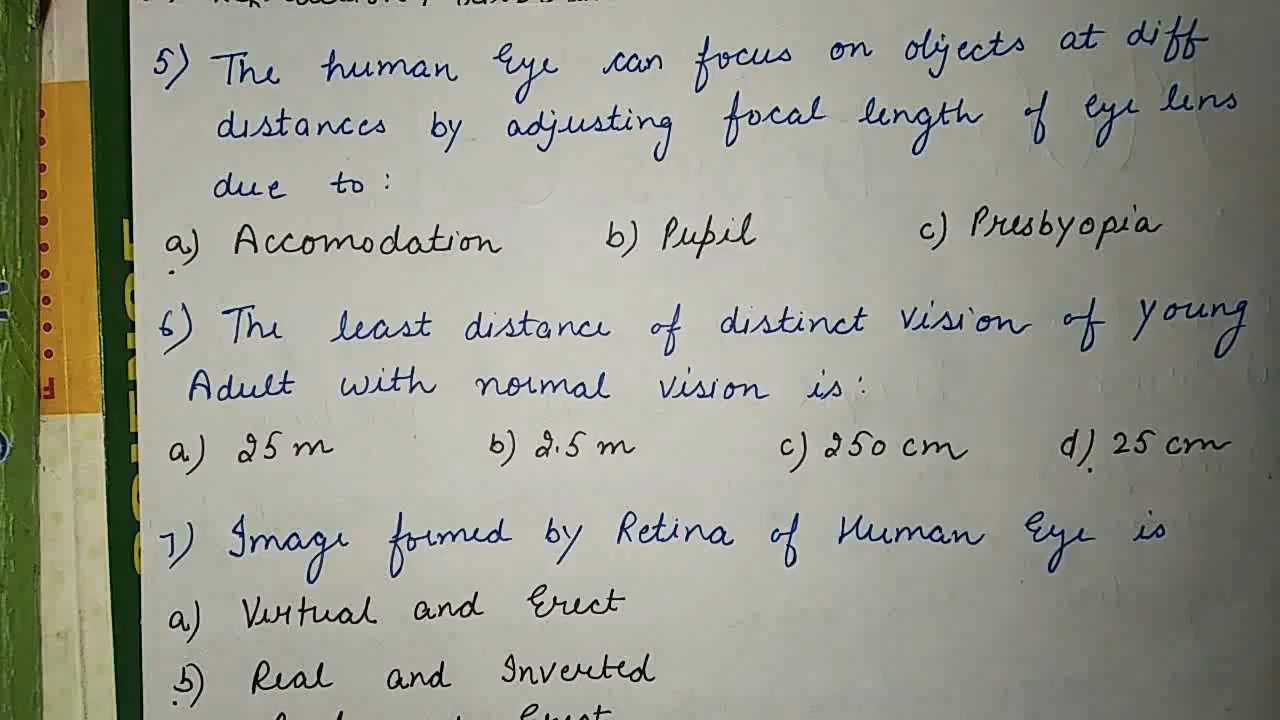 5) The human Eye can focus on objects at diff
distances by adjusting focal length of eye lens
due to:
a) Accomodation b) Pupil c) Presbyopia
6) The least distance of distinct vision of Young
Adult with normal vision is:
a) 25 m b) 2.5 m c) 250 cm d) 25 cm
7) Image formed by Retina of Human Eye is
a) Virtual and Erect
b) Real and Inverted
Erect